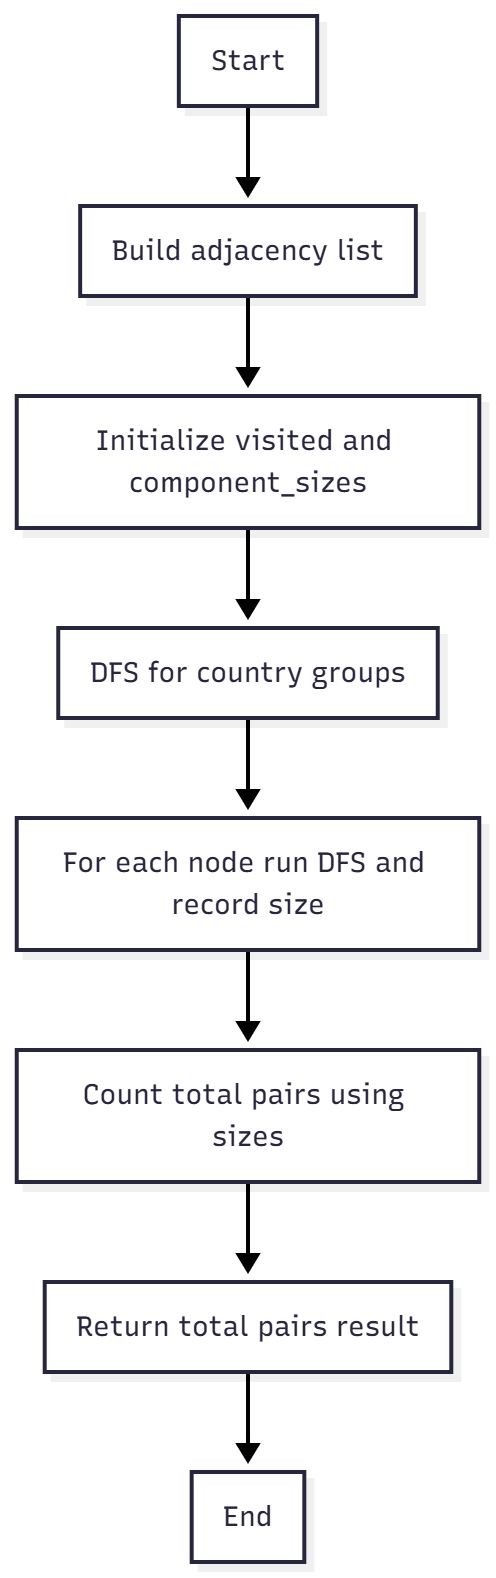 Start
Build adjacency list
Initialize visited and
component_sizes
DFS for country groups
For each node run DFS and
record size
Count total pairs using
sizes
Return total pairs result
End